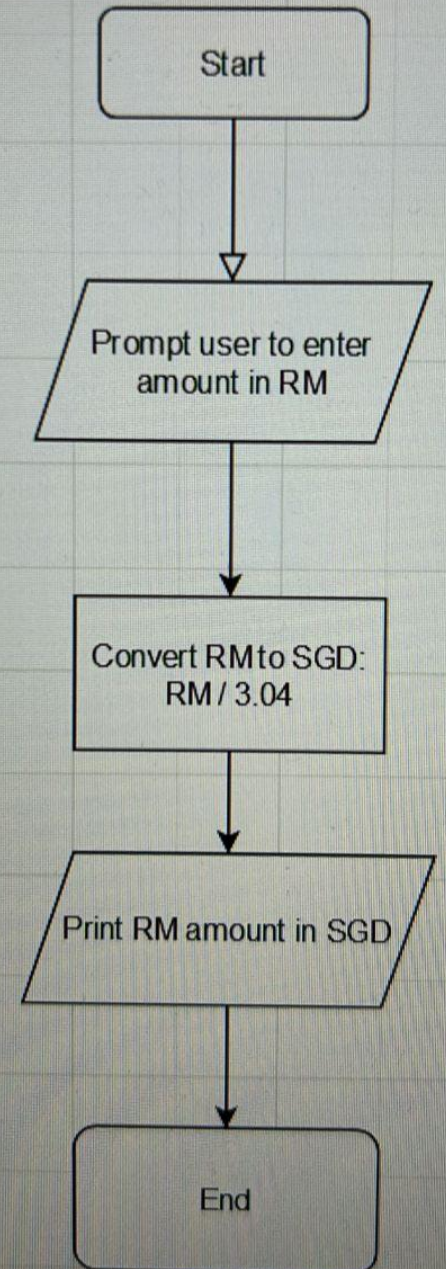 Start
Prompt user to enter
amount in RM
Convert RM to SGD:
RM / 3.04
Print RM amount in SGD
End